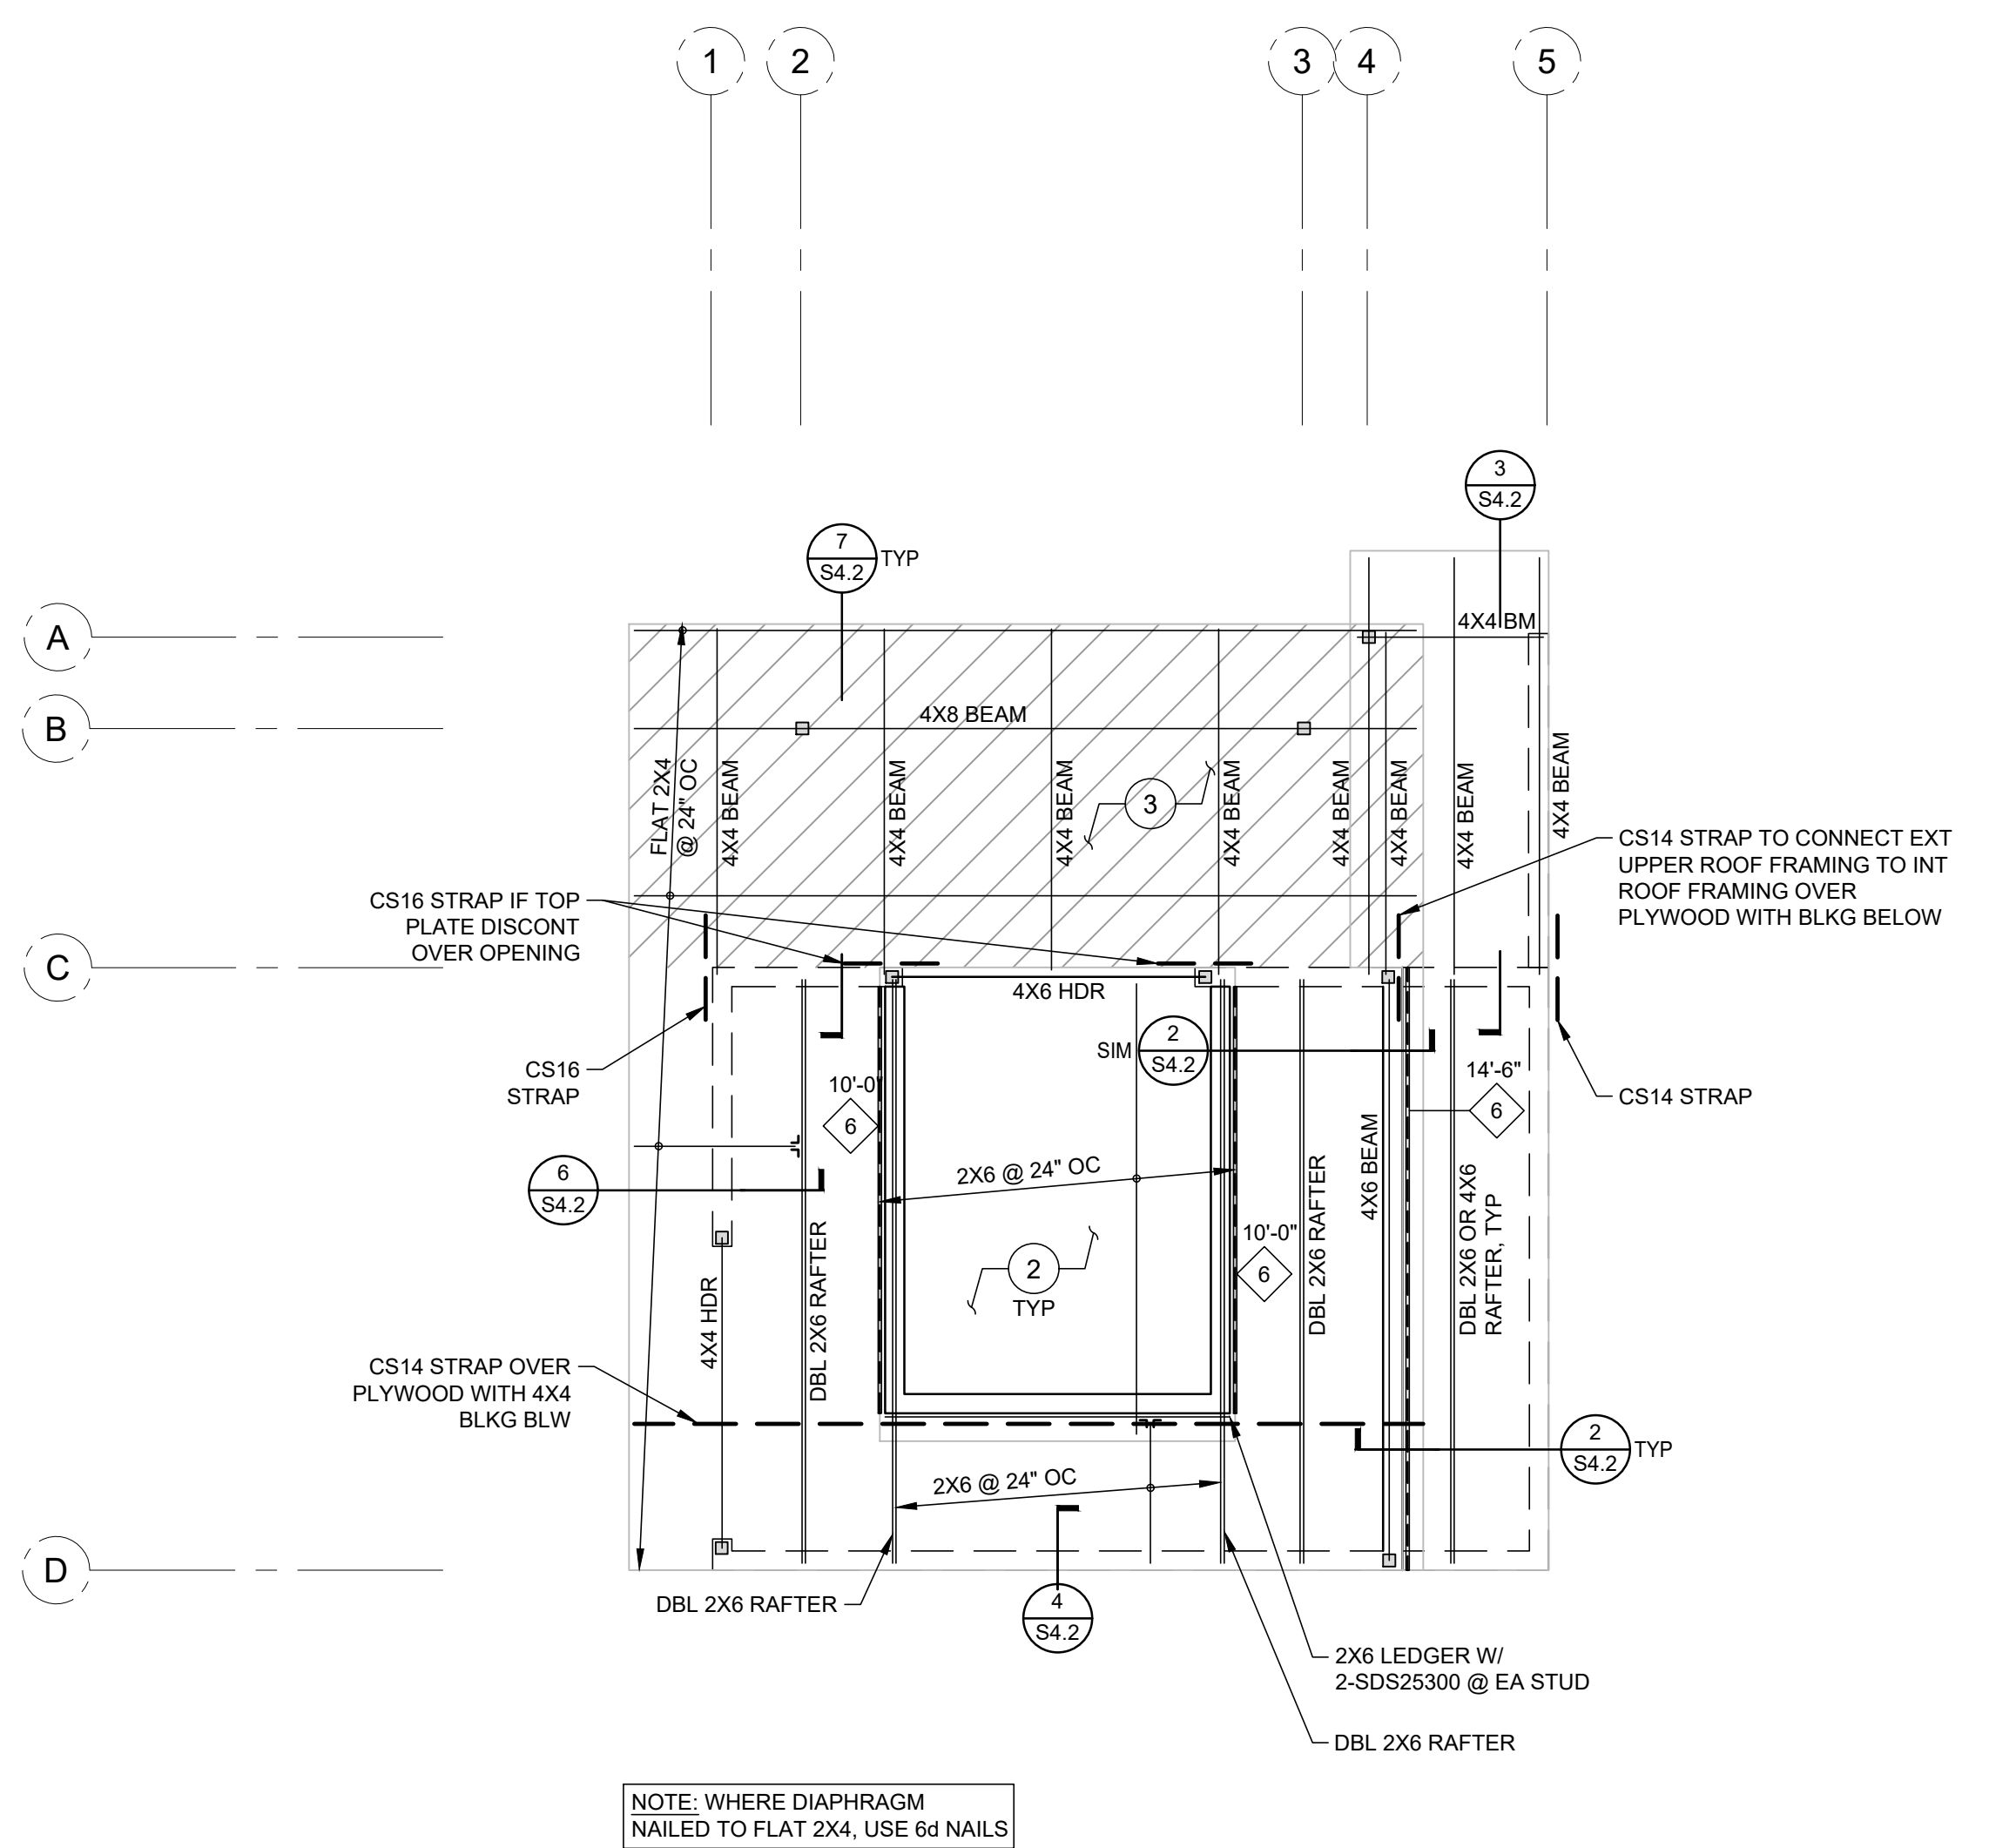 1
2
3
4
5
3
S4.2
7
S4.2
TYP
A
4X4 BM
B
4X8 BEAM
FLAT 2X4
@ 24" OC
4X4 BEAM
4X4 BEAM
4X4 BEAM
3
4X4 BEAM
4X4 BEAM
4X4 BEAM
4X4 BEAM
4X4 BEAM
CS14 STRAP TO CONNECT EXT
UPPER ROOF FRAMING TO INT
ROOF FRAMING OVER
PLYWOOD WITH BLKG BELOW
CS16 STRAP IF TOP
PLATE DISCONT
OVER OPENING
C
4X6 HDR
SIM
2
S4.2
CS16
STRAP
10'-0"
6
14'-6"
6
CS14 STRAP
6
S4.2
2X6 @ 24" OC
DBL 2X6 RAFTER
10'-0"
6
DBL 2X6 RAFTER
4X6 BEAM
DBL 2X6 OR 4X6
RAFTER, TYP
2
TYP
4X4 HDR
CS14 STRAP OVER
PLYWOOD WITH 4X4
BLKG BLW
2
S4.2
TYP
2X6 @ 24" OC
D
DBL 2X6 RAFTER
4
S4.2
2X6 LEDGER W/
2-SDS25300 @ EA STUD
DBL 2X6 RAFTER
NOTE: WHERE DIAPHRAGM
NAILED TO FLAT 2X4, USE 6d NAILS